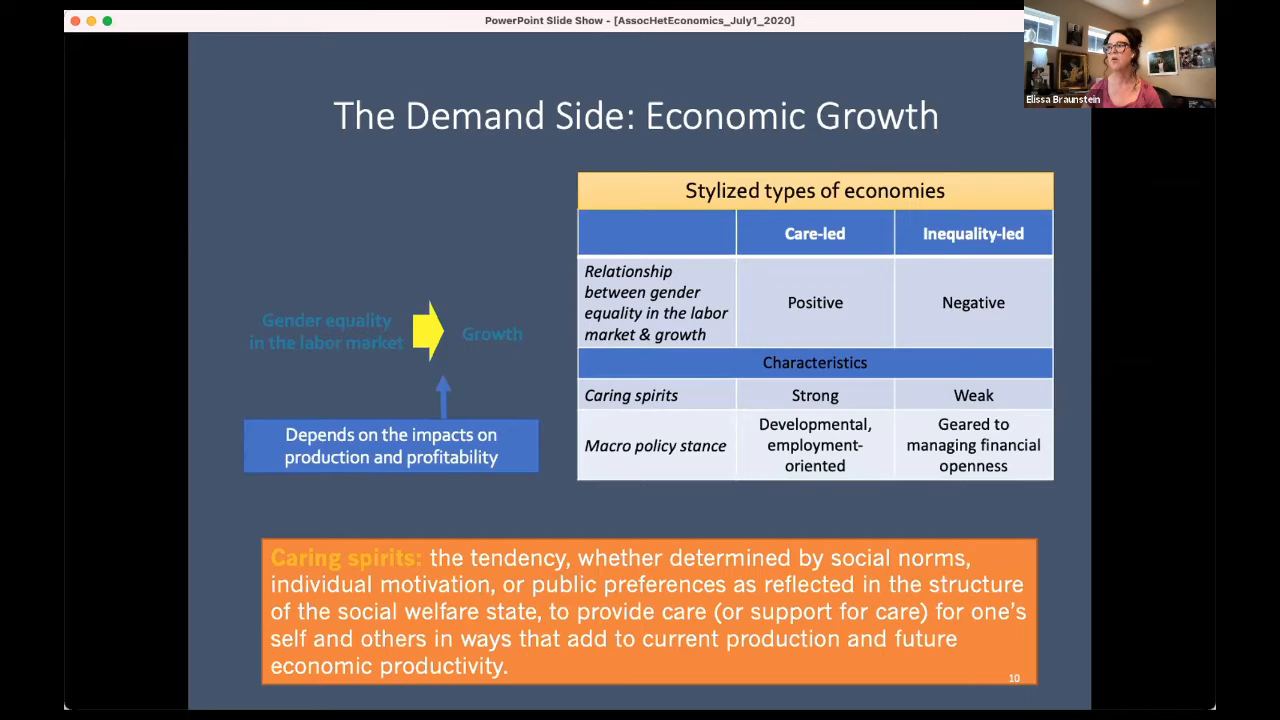 PowerPoint Slide Show - [AssocHetEconomics_July1_2020]
Elissa Braunstein
The Demand Side: Economic Growth
Gender equality
in the labor market
Growth
Depends on the impacts on
production and profitability
Stylized types of economies
Care-led
Inequality-led
Relationship
between gender
equality in the labor
market & growth
Positive
Negative
Characteristics
Caring spirits
Strong
Weak
Macro policy stance
Developmental,
employment-
oriented
Geared to
managing financial
openness
Caring spirits: the tendency, whether determined by social norms,
individual motivation, or public preferences as reflected in the structure
of the social welfare state, to provide care (or support for care) for one’s
self and others in ways that add to current production and future
economic productivity.
10